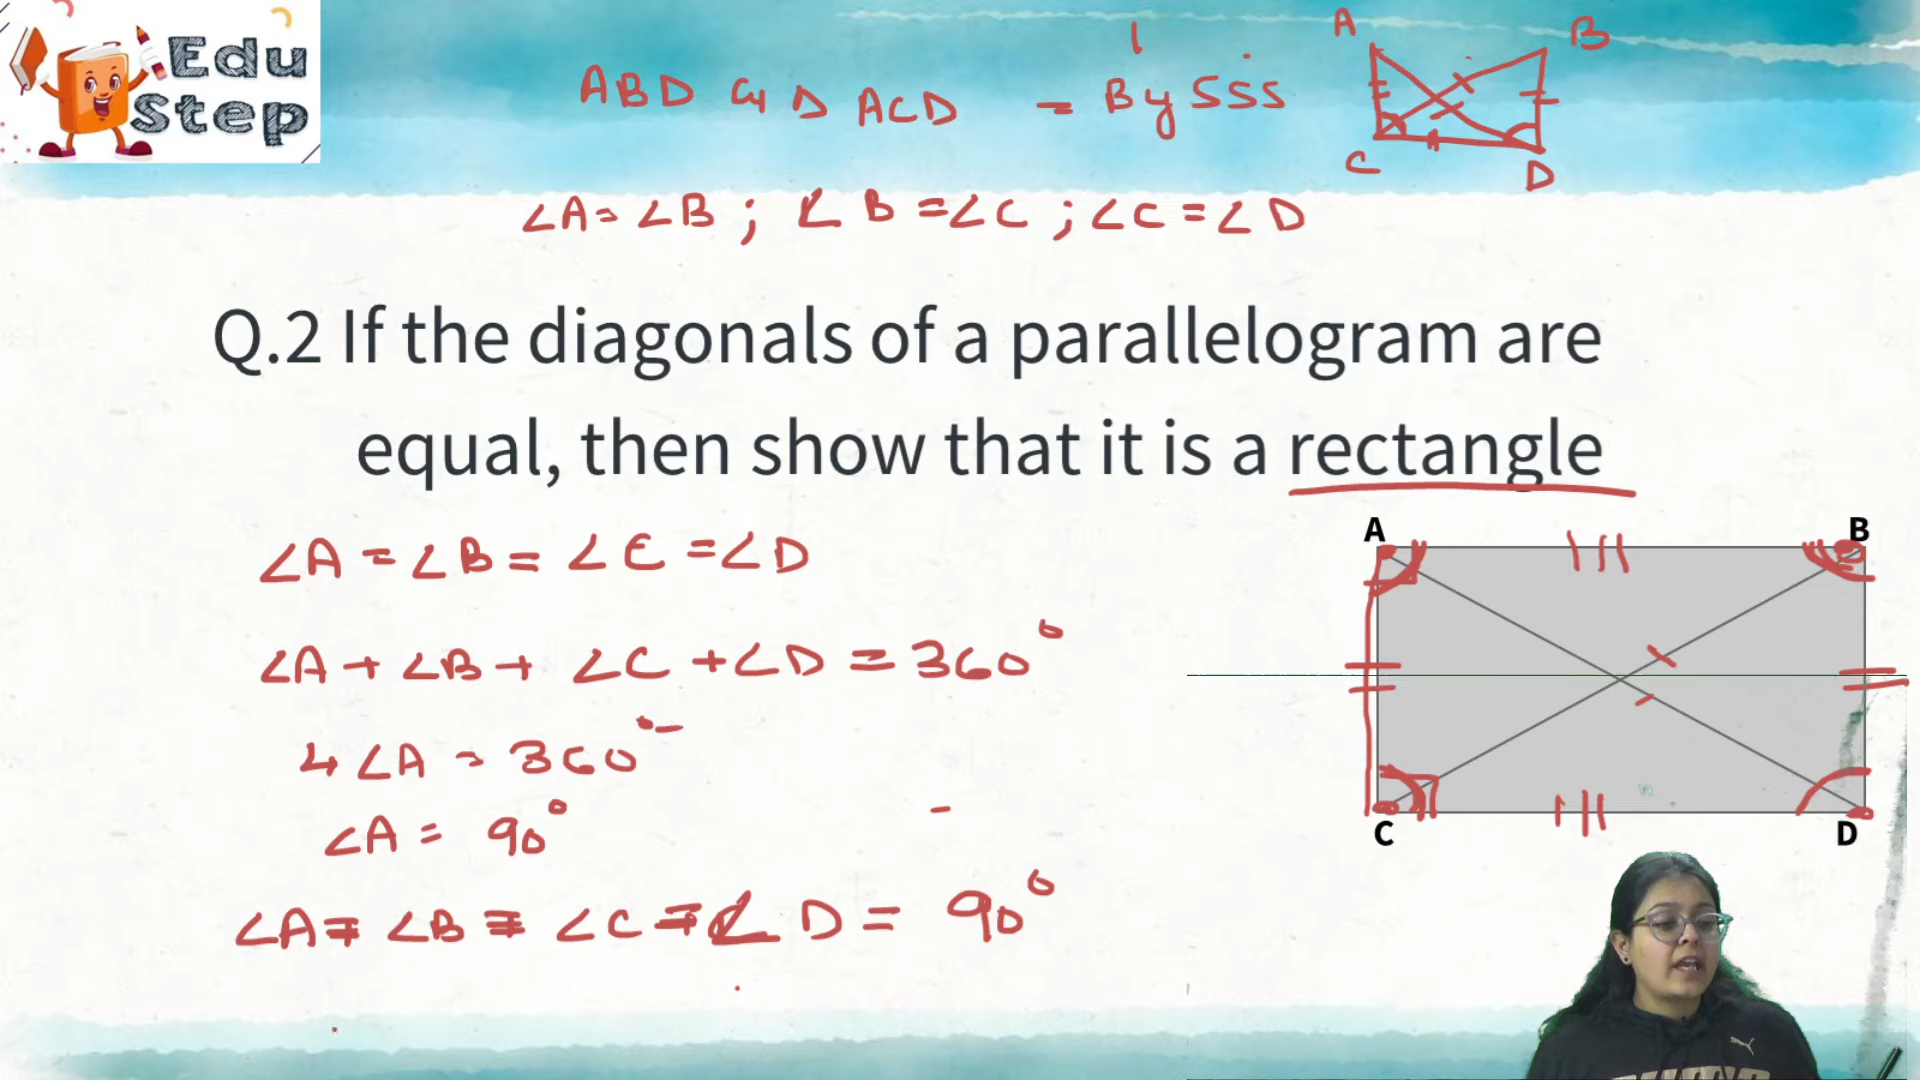 Edu
Step
ABD D ACD = By SSS
A
B
C
D
∠A = ∠B ; ∠B = ∠C ; ∠C = ∠D
Q.2 If the diagonals of a parallelogram are
equal, then show that it is a rectangle
∠A = ∠B = ∠C = ∠D
∠A + ∠B + ∠C + ∠D = 360°
4∠A = 360°
∠A = 90°
∠A = ∠B = ∠C = ∠D = 90°
A
B
C
D